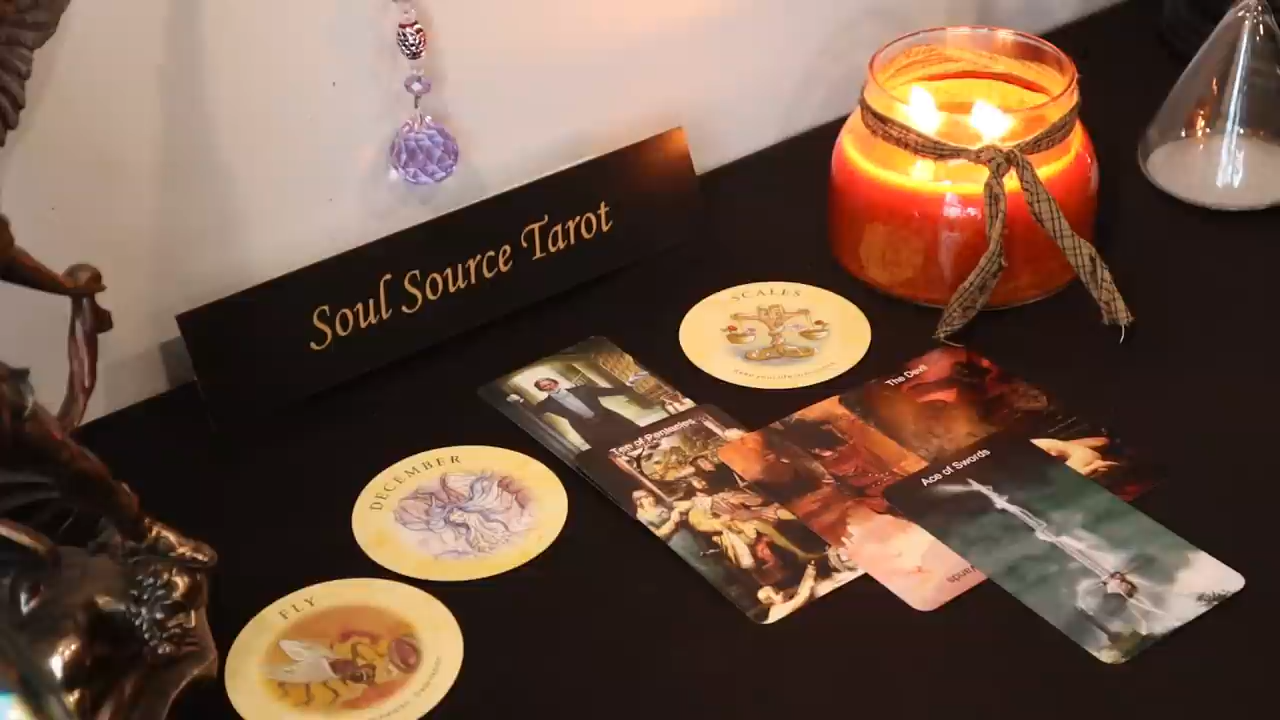 Soul Source Tarot
SCALES
The Devil
Ten of Pentacles
Ace of Swords
DECEMBER
FLY